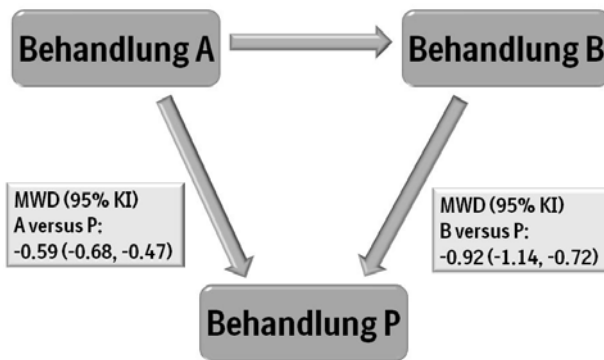 Behandlung A
Behandlung B
MWD (95% KI)
A versus P:
-0.59 (-0.68, -0.47)
MWD (95% KI)
B versus P:
-0.92 (-1.14, -0.72)
Behandlung P